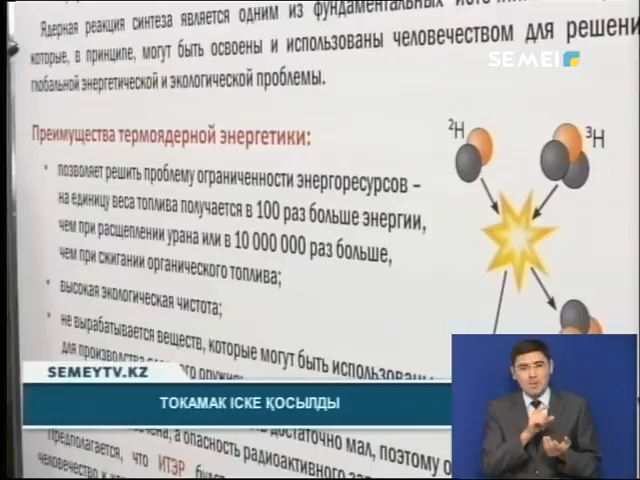 Ядерная реакция синтеза является одним из фундаментальных
которые, в принципе, могут быть освоены и использованы человечеством для решени
глобальной энергетической и экологической проблемы.
SEMEI
Преимущества термоядерной энергетики:
• позволяет решить проблему ограниченности энергоресурсов –
на единицу веса топлива получается в 100 раз больше энергии,
чем при расщеплении урана или в 10 000 000 раз больше,
чем при сжигании органического топлива;
• высокая экологическая чистота;
• не вырабатывается веществ, которые могут быть использованы
для производства
²H
³H
SEMEYTV.KZ
ТОКАМАК ІСКЕ ҚОСЫЛДЫ
достаточно мал, поэтому
а опасность радиоактивного
Предполагается, что ИТЭР
человечество к